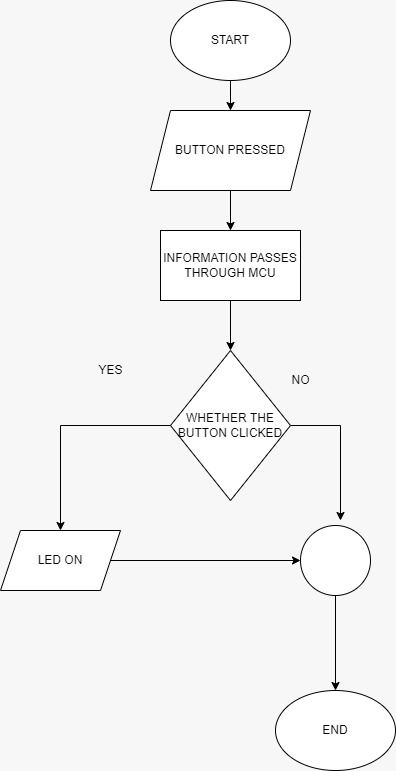 START
BUTTON PRESSED
INFORMATION PASSES
THROUGH MCU
YES
NO
WHETHER THE
BUTTON CLICKED
LED ON
END